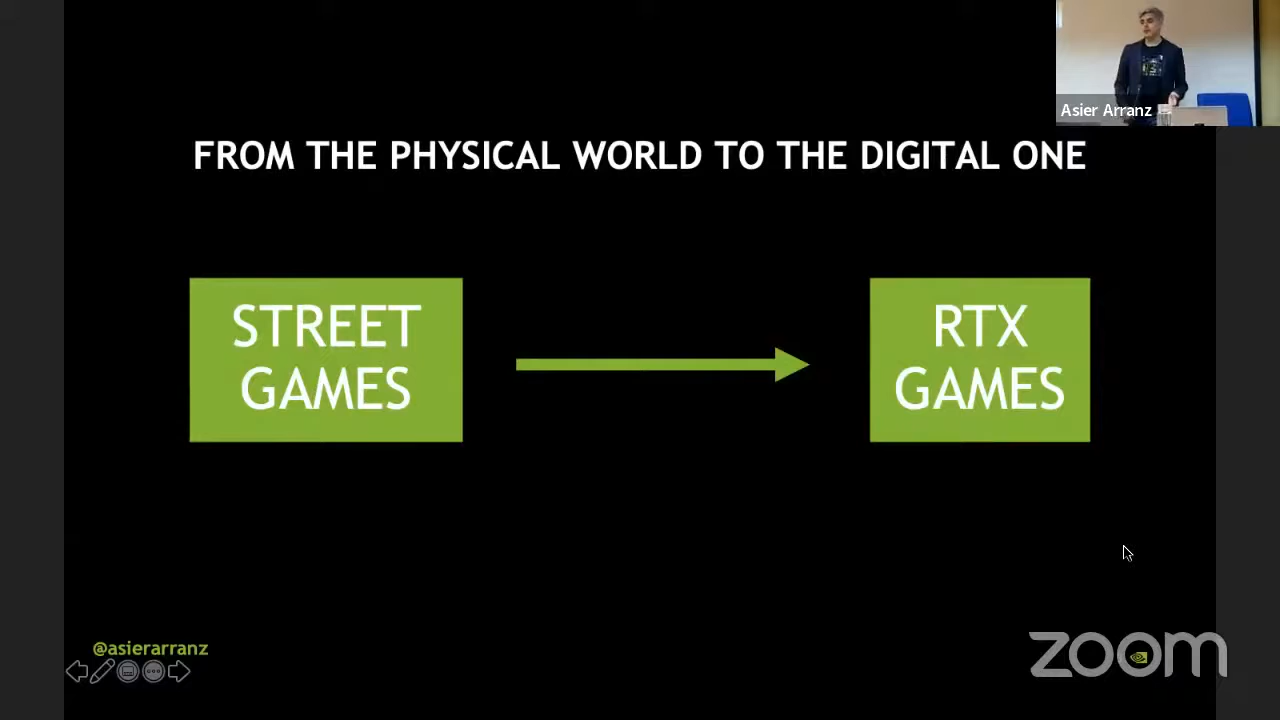 Asier Arranz
FROM THE PHYSICAL WORLD TO THE DIGITAL ONE
STREET
GAMES
RTX
GAMES
@asierarranz
zoom